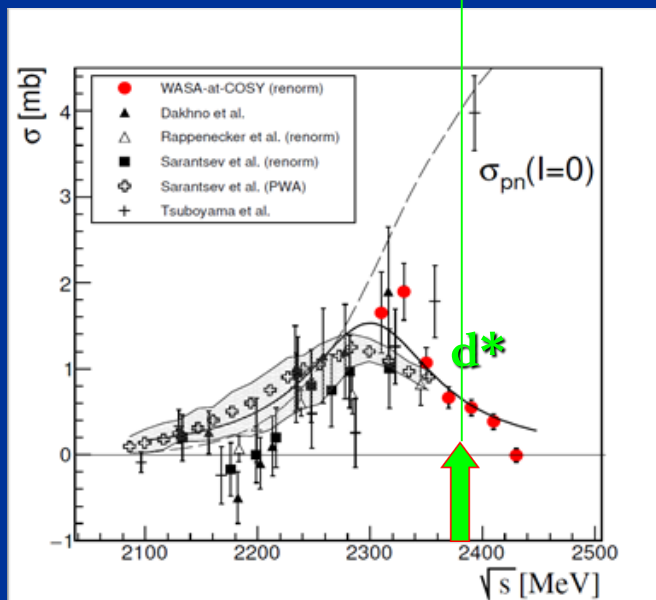 σ [mb]
4
3
2
1
0
−1
WASA-at-COSY (renorm)
Dakhno et al.
Rappenecker et al. (renorm)
Sarantsev et al. (renorm)
Sarantsev et al. (PWA)
Tsuboyama et al.
σpn(I=0)
d*
2100 2200 2300 2400 2500
√s [MeV]